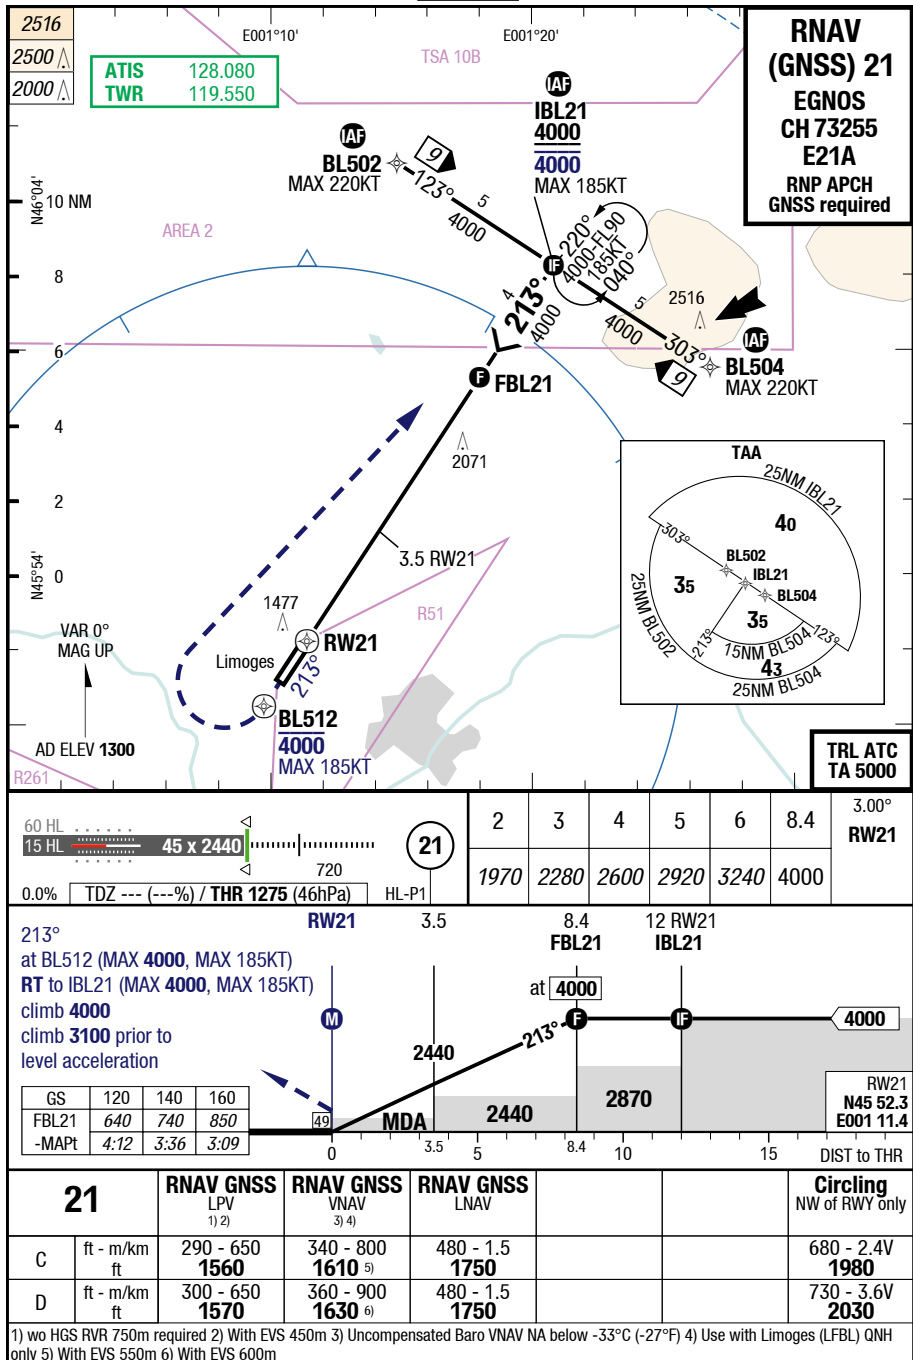 2516
2500
2000
ATIS 128.080
TWR 119.550
E001°10'
E001°20'
TSA 10B
RNAV
(GNSS) 21
EGNOS
CH 73255
E21A
RNP APCH
GNSS required
IAF
IBL21
4000
4000
MAX 185KT
IAF
BL502
MAX 220KT
9
123°
5
4000
N46°04'
10 NM
AREA 2
220°
4000-FL90
185KT
040°
IF
8
4
213°
4000
5
4000
2516
303°
9
IAF
BL504
MAX 220KT
6
F FBL21
4
2071
2
3.5 RW21
N45°54'
0
1477
R51
RW21
Limoges
213°
VAR 0°
MAG UP
BL512
4000
MAX 185KT
AD ELEV 1300
R261
TAA
25NM IBL21
40
303°
BL502
IBL21
BL504
35
35
25NM BL502
213°
15NM BL504
123°
43
25NM BL504
TRL ATC
TA 5000
60 HL
15 HL
45 x 2440
720
21
0.0%
TDZ --- (---%) / THR 1275 (46hPa)
HL-P1
2 3 4 5 6 8.4
1970 2280 2600 2920 3240 4000
3.00°
RW21
RW21
3.5
8.4
FBL21
12 RW21
IBL21
213°
at BL512 (MAX 4000, MAX 185KT)
RT to IBL21 (MAX 4000, MAX 185KT)
climb 4000
climb 3100 prior to
level acceleration
at 4000
M
F
IF
4000
213°
2440
49
MDA
2440
2870
RW21
N45 52.3
E001 11.4
GS 120 140 160
FBL21 640 740 850
-MAPt 4:12 3:36 3:09
0 3.5 5 8.4 10 15 DIST to THR
21
RNAV GNSS
LPV
1) 2)
RNAV GNSS
VNAV
3) 4)
RNAV GNSS
LNAV
Circling
NW of RWY only
C ft - m/km 290 - 650 340 - 800 480 - 1.5 680 - 2.4V
ft 1560 1610 5) 1750 1980
D ft - m/km 300 - 650 360 - 900 480 - 1.5 730 - 3.6V
ft 1570 1630 6) 1750 2030
1) wo HGS RVR 750m required 2) With EVS 450m 3) Uncompensated Baro VNAV NA below -33°C (-27°F) 4) Use with Limoges (LFBL) QNH
only 5) With EVS 550m 6) With EVS 600m